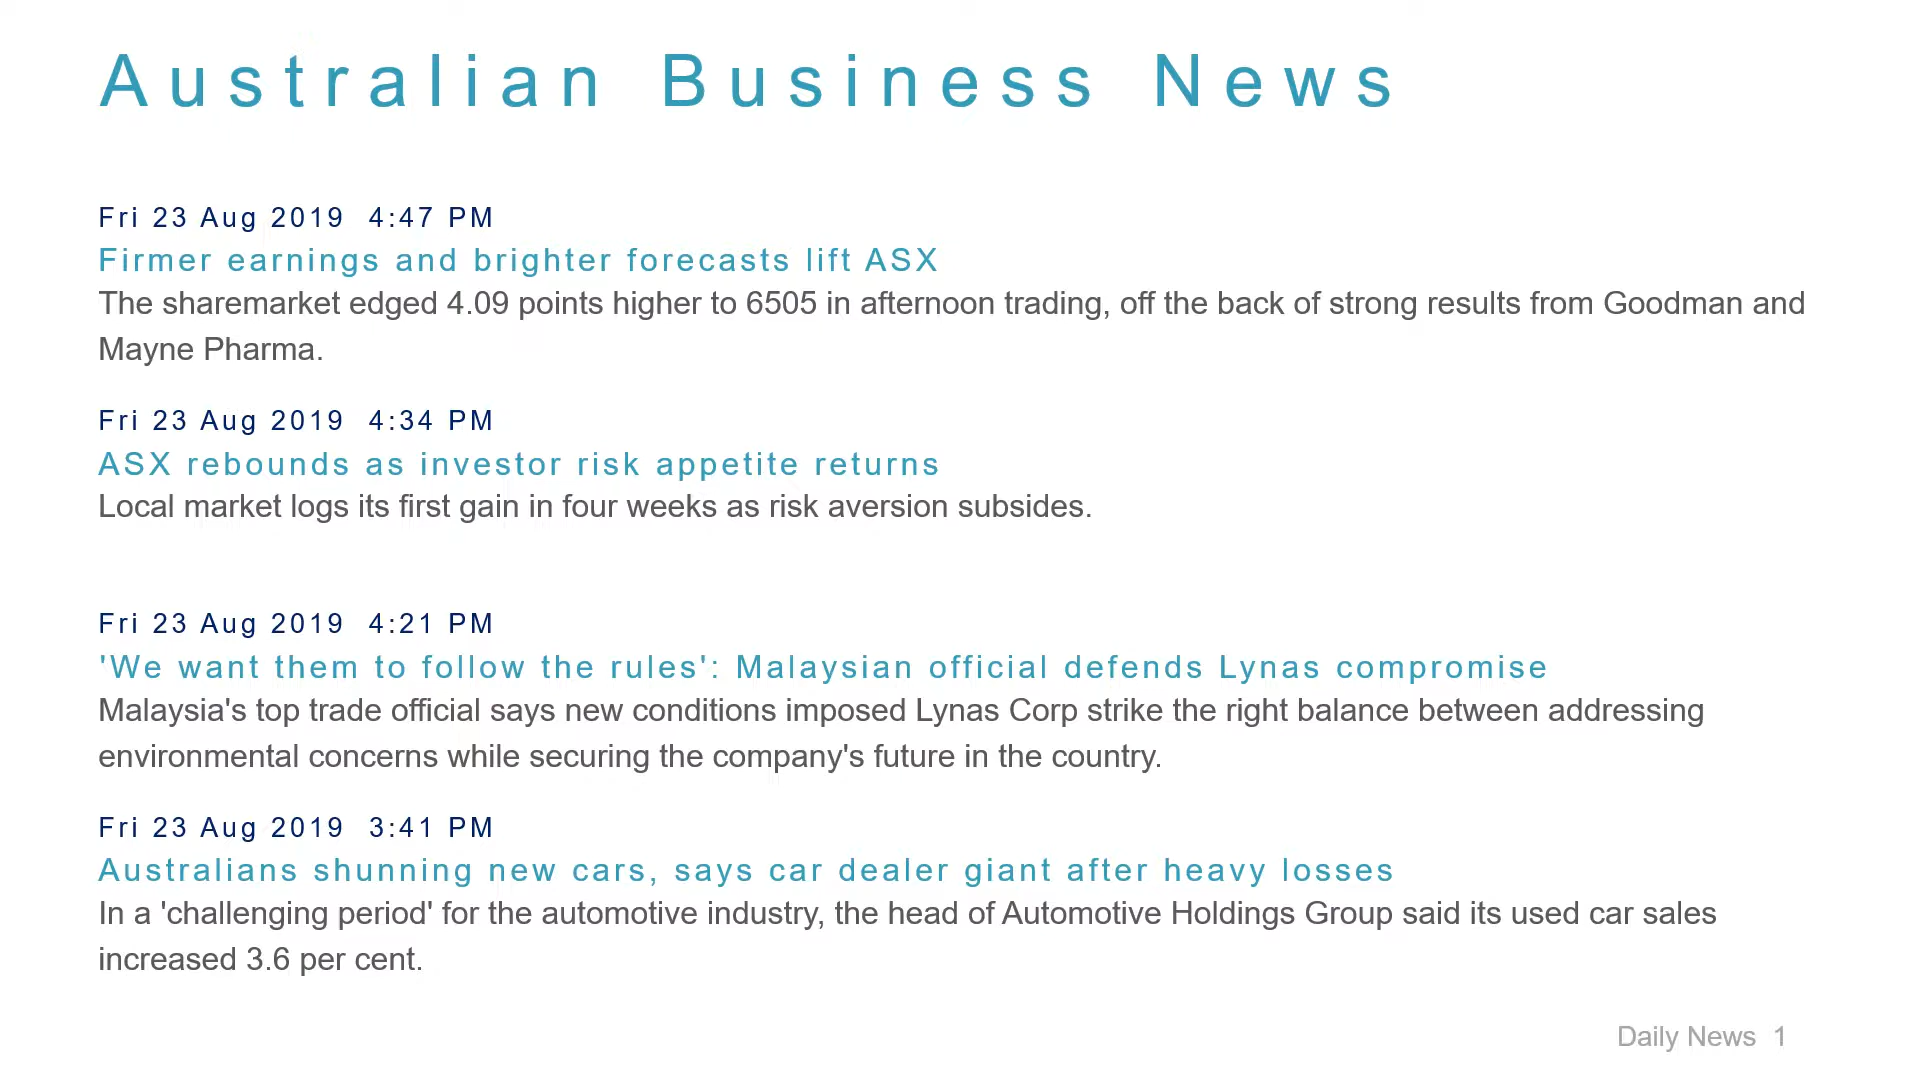 Australian Business News
Fri 23 Aug 2019  4:47 PM
Firmer earnings and brighter forecasts lift ASX
The sharemarket edged 4.09 points higher to 6505 in afternoon trading, off the back of strong results from Goodman and
Mayne Pharma.
Fri 23 Aug 2019  4:34 PM
ASX rebounds as investor risk appetite returns
Local market logs its first gain in four weeks as risk aversion subsides.
Fri 23 Aug 2019  4:21 PM
'We want them to follow the rules': Malaysian official defends Lynas compromise
Malaysia's top trade official says new conditions imposed Lynas Corp strike the right balance between addressing
environmental concerns while securing the company's future in the country.
Fri 23 Aug 2019  3:41 PM
Australians shunning new cars, says car dealer giant after heavy losses
In a 'challenging period' for the automotive industry, the head of Automotive Holdings Group said its used car sales
increased 3.6 per cent.
Daily News  1